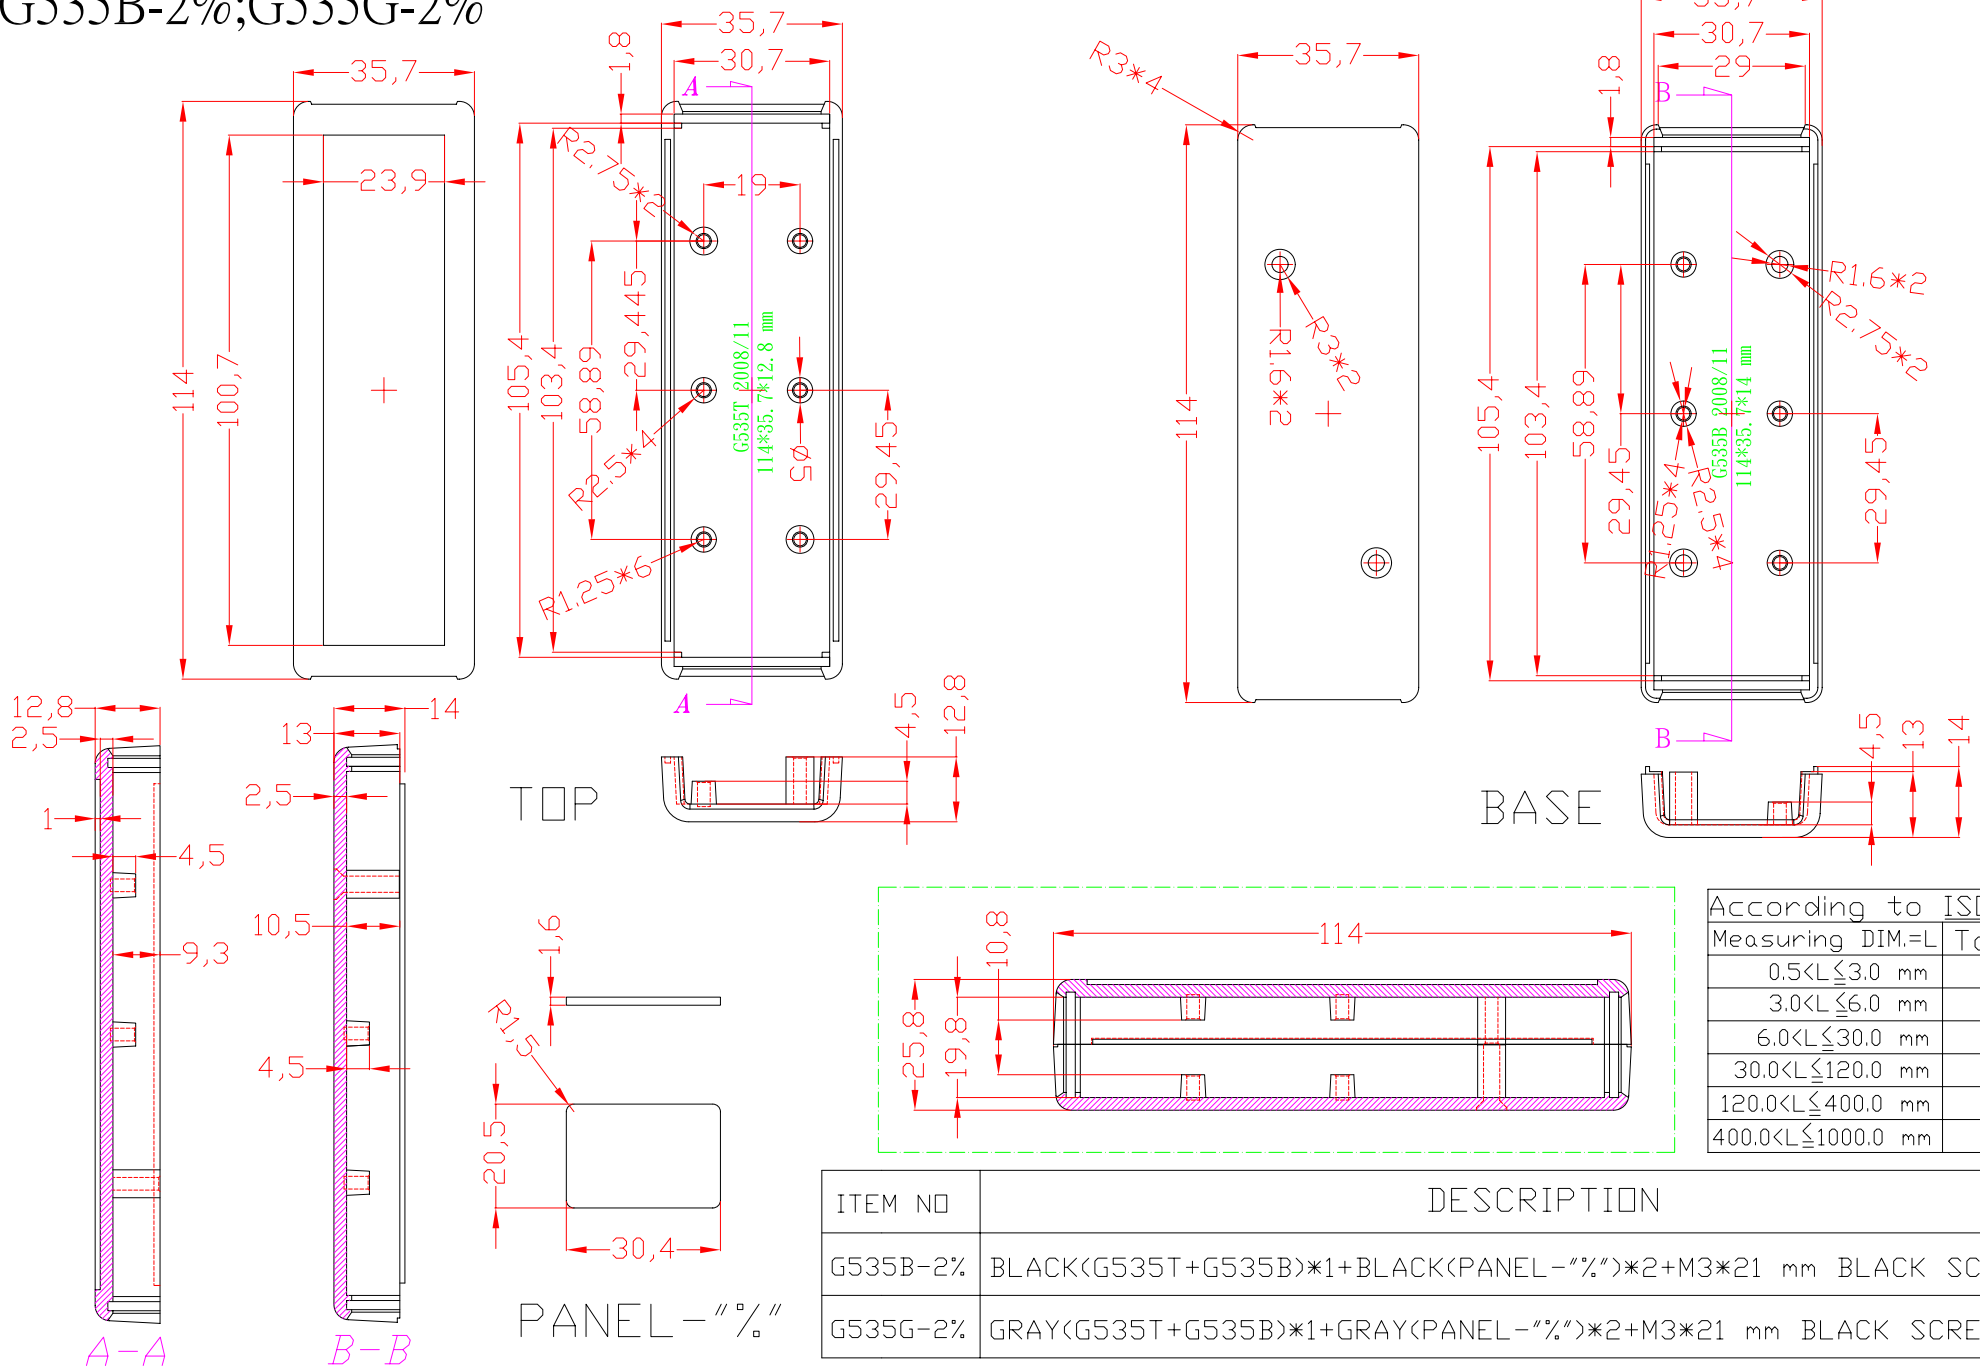 G535B-2%;G535G-2%
35,7
114
100,7
23,9
35,7
30,7
1,8
A
R2.75*2
19
29,445
105,4
103,4
58,89
G535T 2008/11
114*35.7*12.8 mm
R2.5*4
Ø5
29,45
R1.25*6
A
R3*4
35,7
114
R1.6*2
R3*2
30,7
29
1,8
B
R1.6*2
R2.75*2
105,4
103,4
58,89
29,45
G535B 2008/11
114*35.7*14 mm
R1.25*4
R2.5*4
29,45
B
12,8
2,5
1
4,5
9,3
A-A
14
13
2,5
10,5
4,5
B-B
TOP
4,5
12,8
BASE
4,5
13
14
1,6
R1,5
20,5
30,4
PANEL-"%"
114
10,8
25,8
19,8
According to
Measuring DIM.=L
0.5<L≦3.0 mm
3.0<L≦6.0 mm
6.0<L≦30.0 mm
30.0<L≦120.0 mm
120.0<L≦400.0 mm
400.0<L≦1000.0 mm
ITEM NO DESCRIPTION
G535B-2% BLACK(G535T+G535B)*1+BLACK(PANEL-"%")*2+M3*21 mm BLACK SC
G535G-2% GRAY(G535T+G535B)*1+GRAY(PANEL-"%")*2+M3*21 mm BLACK SCRE